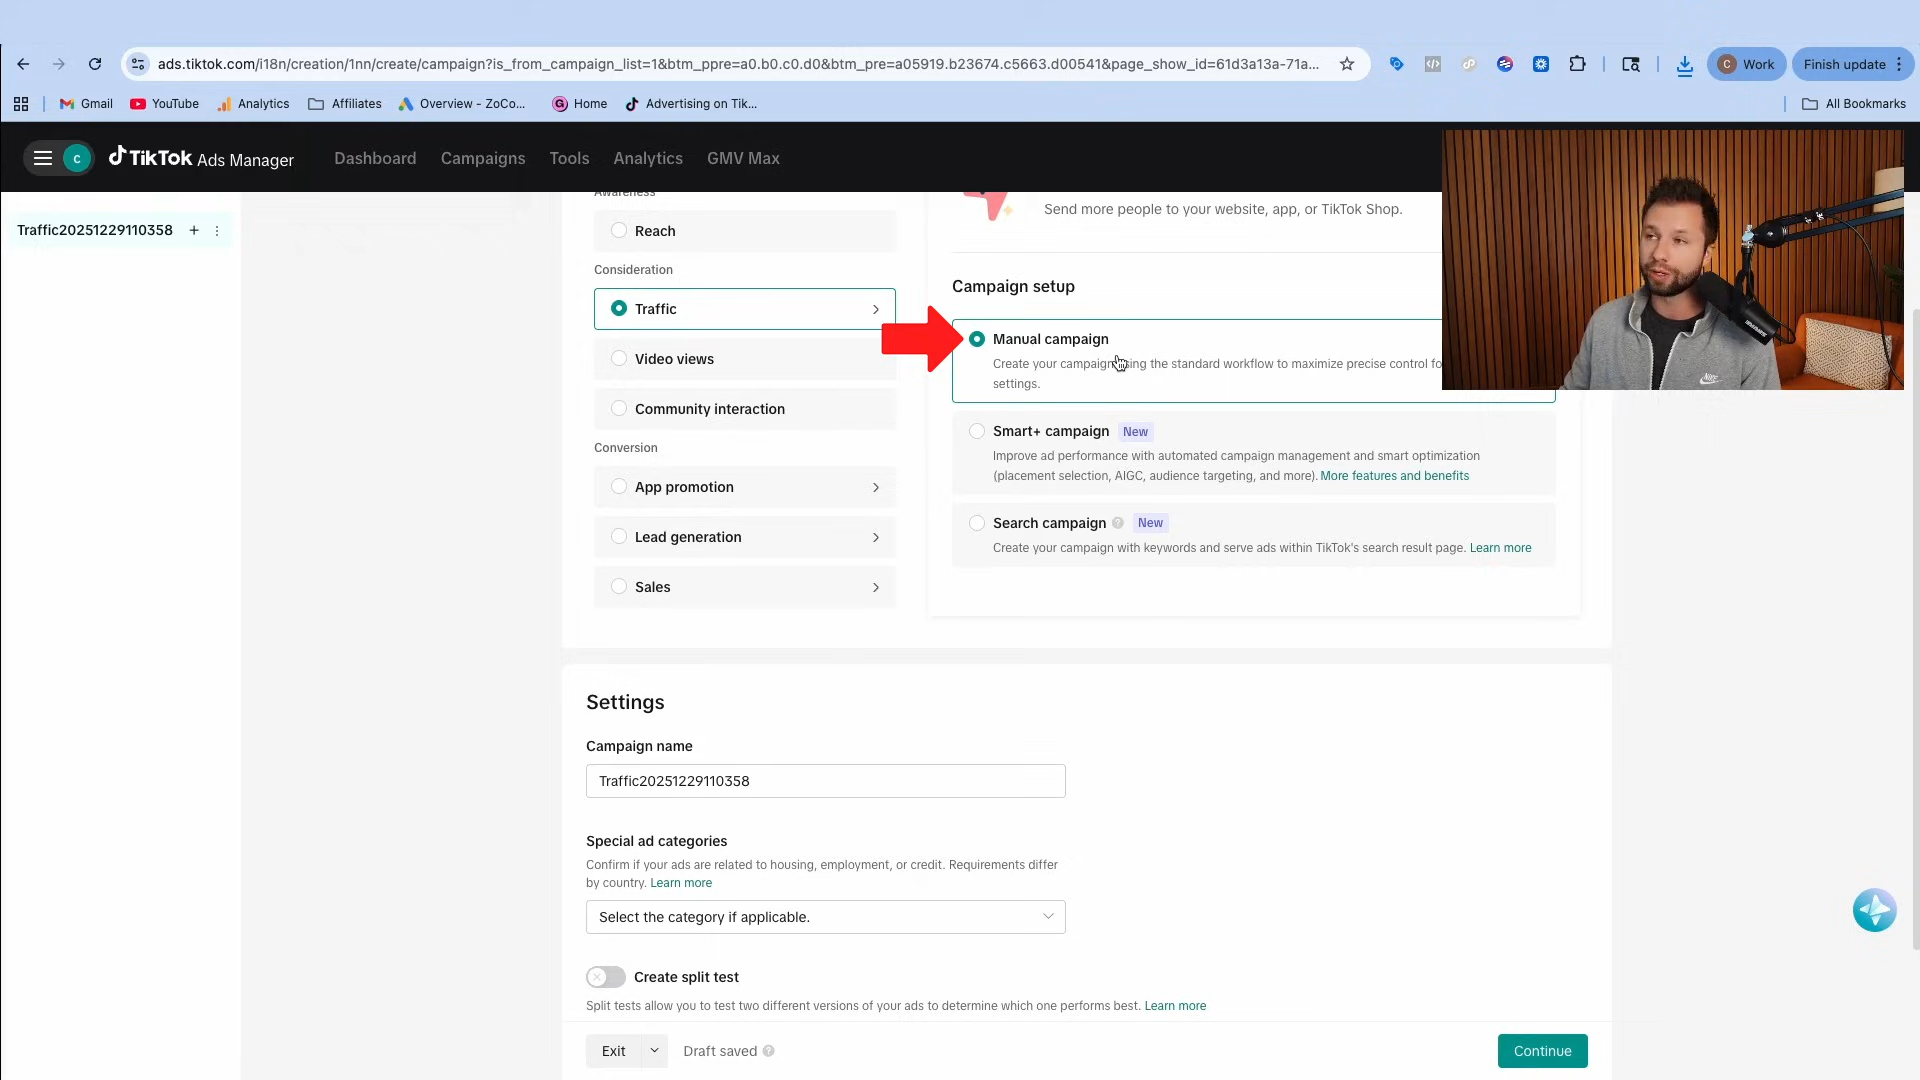 ads.tiktok.com/i18n/creation/1nn/create/campaign?is_from_campaign_list=1&btm_ppre=a0.b0.c0.d0&btm_pre=a05919.b23674.c5663.d00541&page_show_id=61d3a13a-71a...
C Work
Finish update
Gmail
YouTube
Analytics
Affiliates
Overview - ZoCo...
Home
Advertising on Tik...
All Bookmarks
c
TikTok Ads Manager
Dashboard
Campaigns
Tools
Analytics
GMV Max
Traffic20251229110358
Awareness
Reach
Consideration
Traffic
Video views
Community interaction
Conversion
App promotion
Lead generation
Sales
Send more people to your website, app, or TikTok Shop.
Campaign setup
Manual campaign
Create your campaign using the standard workflow to maximize precise control fo
settings.
Smart+ campaign New
Improve ad performance with automated campaign management and smart optimization
(placement selection, AIGC, audience targeting, and more). More features and benefits
Search campaign New
Create your campaign with keywords and serve ads within TikTok's search result page. Learn more
Settings
Campaign name
Traffic20251229110358
Special ad categories
Confirm if your ads are related to housing, employment, or credit. Requirements differ
by country. Learn more
Select the category if applicable.
Create split test
Split tests allow you to test two different versions of your ads to determine which one performs best. Learn more
Exit
Draft saved
Continue